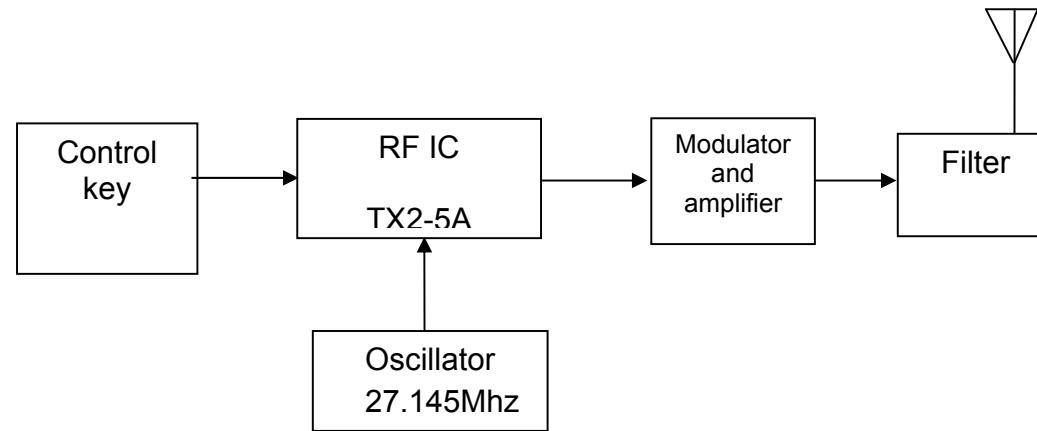 Control
key
RF IC
TX2-5A
Modulator
and
amplifier
Filter
Oscillator
27.145Mhz